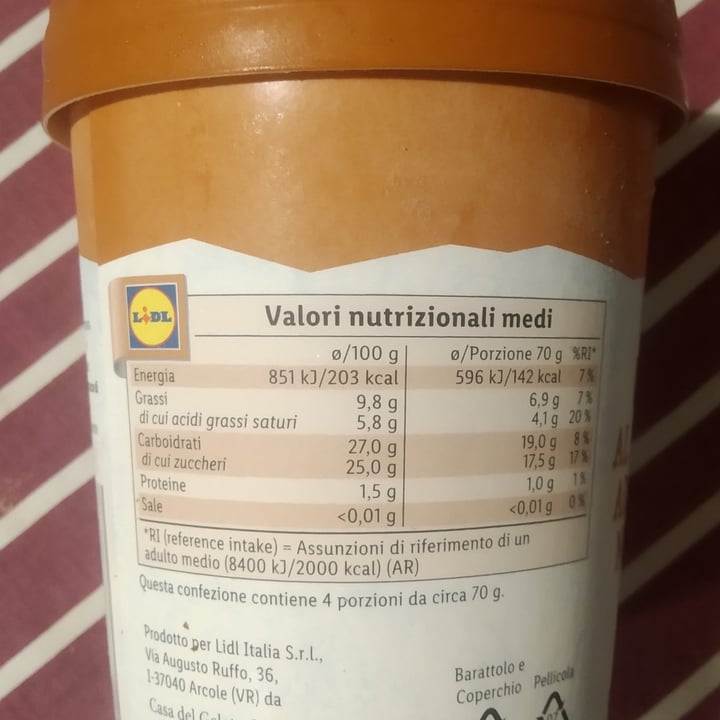 LIDL
Valori nutrizionali medi
ø/100 g ø/Porzione 70 g %RI*
Energia 851 kJ/203 kcal 596 kJ/142 kcal 7%
Grassi 9,8 g 6,9 g 7%
di cui acidi grassi saturi 5,8 g 4,1 g 20%
Carboidrati 27,0 g 19,0 g 8%
di cui zuccheri 25,0 g 17,5 g 17%
Proteine 1,5 g 1,0 g 1%
Sale <0,01 g <0,01 g 0%
*RI (reference intake) = Assunzioni di riferimento di un
adulto medio (8400 kJ/2000 kcal) (AR)
Questa confezione contiene 4 porzioni da circa 70 g.
Prodotto per Lidl Italia S.r.l.,
Via Augusto Ruffo, 36,
I-37040 Arcole (VR) da
Casa del
Barattolo e
Coperchio
Pellicola